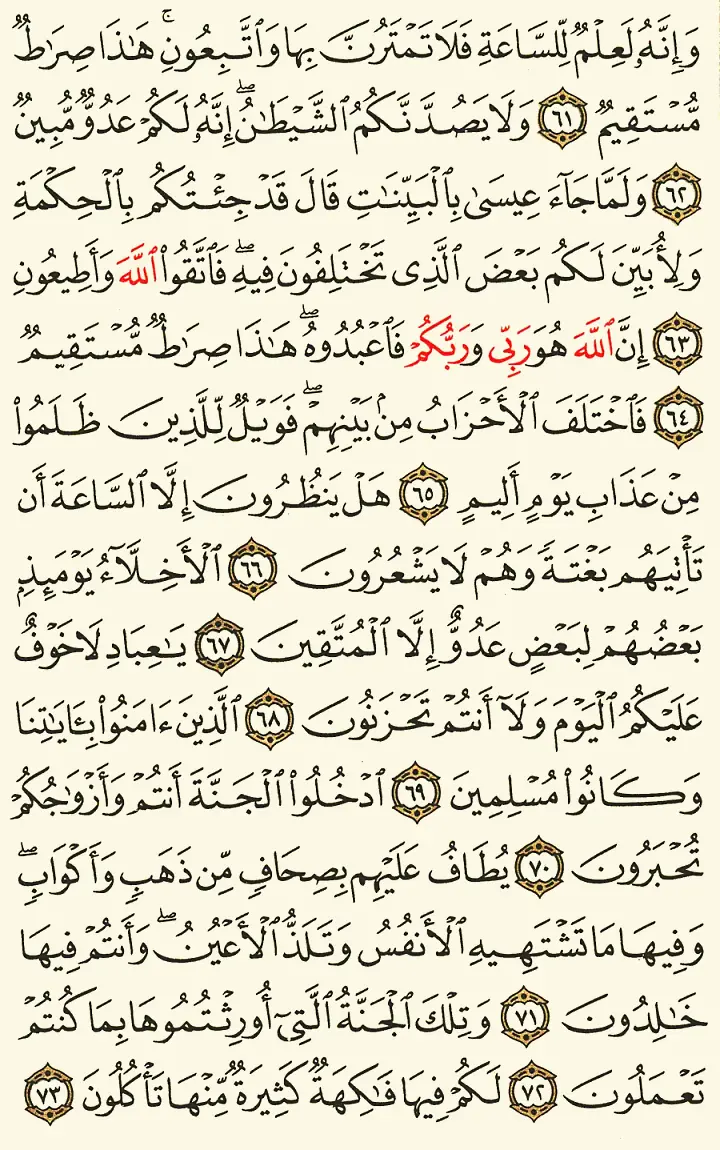 وَإِنَّهُۥ لَعِلْمٌ لِّلسَّاعَةِ فَلَا تَمْتَرُنَّ بِهَا وَٱتَّبِعُونِ ۚ هَٰذَا صِرَٰطٌ
مُّسْتَقِيمٌ ٦١ وَلَا يَصُدَّنَّكُمُ ٱلشَّيْطَٰنُ ۖ إِنَّهُۥ لَكُمْ عَدُوٌّ مُّبِينٌ
٦٢ وَلَمَّا جَآءَ عِيسَىٰ بِٱلْبَيِّنَٰتِ قَالَ قَدْ جِئْتُكُم بِٱلْحِكْمَةِ
وَلِأُبَيِّنَ لَكُم بَعْضَ ٱلَّذِى تَخْتَلِفُونَ فِيهِ ۖ فَٱتَّقُوا۟ ٱللَّهَ وَأَطِيعُونِ
٦٣ إِنَّ ٱللَّهَ هُوَ رَبِّى وَرَبُّكُمْ فَٱعْبُدُوهُ ۖ هَٰذَا صِرَٰطٌ مُّسْتَقِيمٌ
٦٤ فَٱخْتَلَفَ ٱلْأَحْزَابُ مِنۢ بَيْنِهِمْ ۖ فَوَيْلٌ لِّلَّذِينَ ظَلَمُوا۟
مِنْ عَذَابِ يَوْمٍ أَلِيمٍ ٦٥ هَلْ يَنظُرُونَ إِلَّا ٱلسَّاعَةَ أَن
تَأْتِيَهُم بَغْتَةً وَهُمْ لَا يَشْعُرُونَ ٦٦ ٱلْأَخِلَّآءُ يَوْمَئِذٍۭ
بَعْضُهُمْ لِبَعْضٍ عَدُوٌّ إِلَّا ٱلْمُتَّقِينَ ٦٧ يَٰعِبَادِ لَا خَوْفٌ
عَلَيْكُمُ ٱلْيَوْمَ وَلَآ أَنتُمْ تَحْزَنُونَ ٦٨ ٱلَّذِينَ ءَامَنُوا۟ بِـَٔايَٰتِنَا
وَكَانُوا۟ مُسْلِمِينَ ٦٩ ٱدْخُلُوا۟ ٱلْجَنَّةَ أَنتُمْ وَأَزْوَٰجُكُمْ
تُحْبَرُونَ ٧٠ يُطَافُ عَلَيْهِم بِصِحَافٍ مِّن ذَهَبٍ وَأَكْوَابٍ ۖ
وَفِيهَا مَا تَشْتَهِيهِ ٱلْأَنفُسُ وَتَلَذُّ ٱلْأَعْيُنُ ۖ وَأَنتُمْ فِيهَا
خَٰلِدُونَ ٧١ وَتِلْكَ ٱلْجَنَّةُ ٱلَّتِىٓ أُورِثْتُمُوهَا بِمَا كُنتُمْ
تَعْمَلُونَ ٧٢ لَكُمْ فِيهَا فَٰكِهَةٌ كَثِيرَةٌ مِّنْهَا تَأْكُلُونَ ٧٣